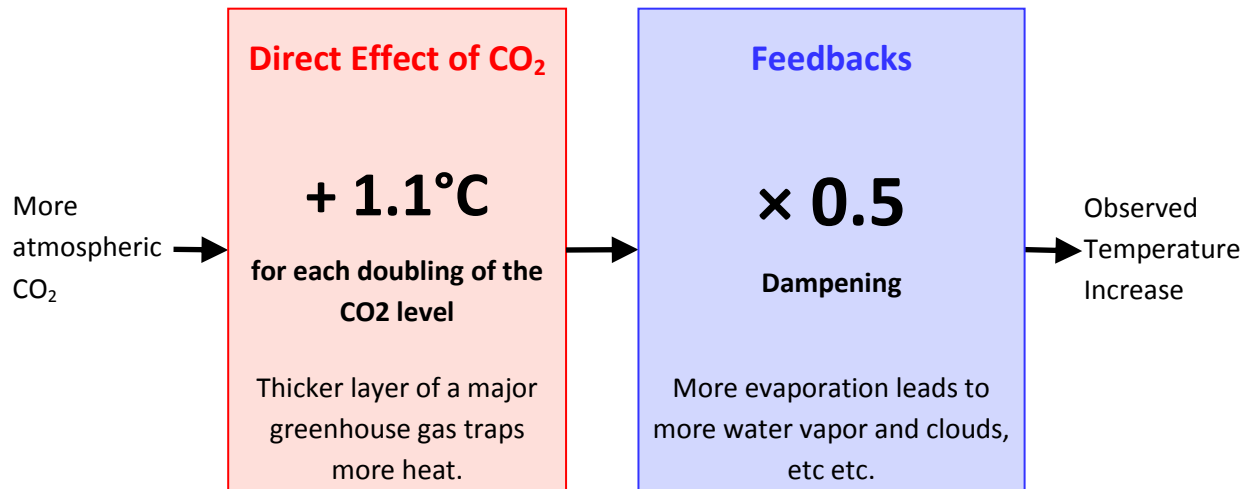 More
atmospheric
CO₂
Direct Effect of CO₂
+ 1.1°C
for each doubling of the
CO2 level
Thicker layer of a major
greenhouse gas traps
more heat.
Feedbacks
× 0.5
Dampening
More evaporation leads to
more water vapor and clouds,
etc etc.
Observed
Temperature
Increase